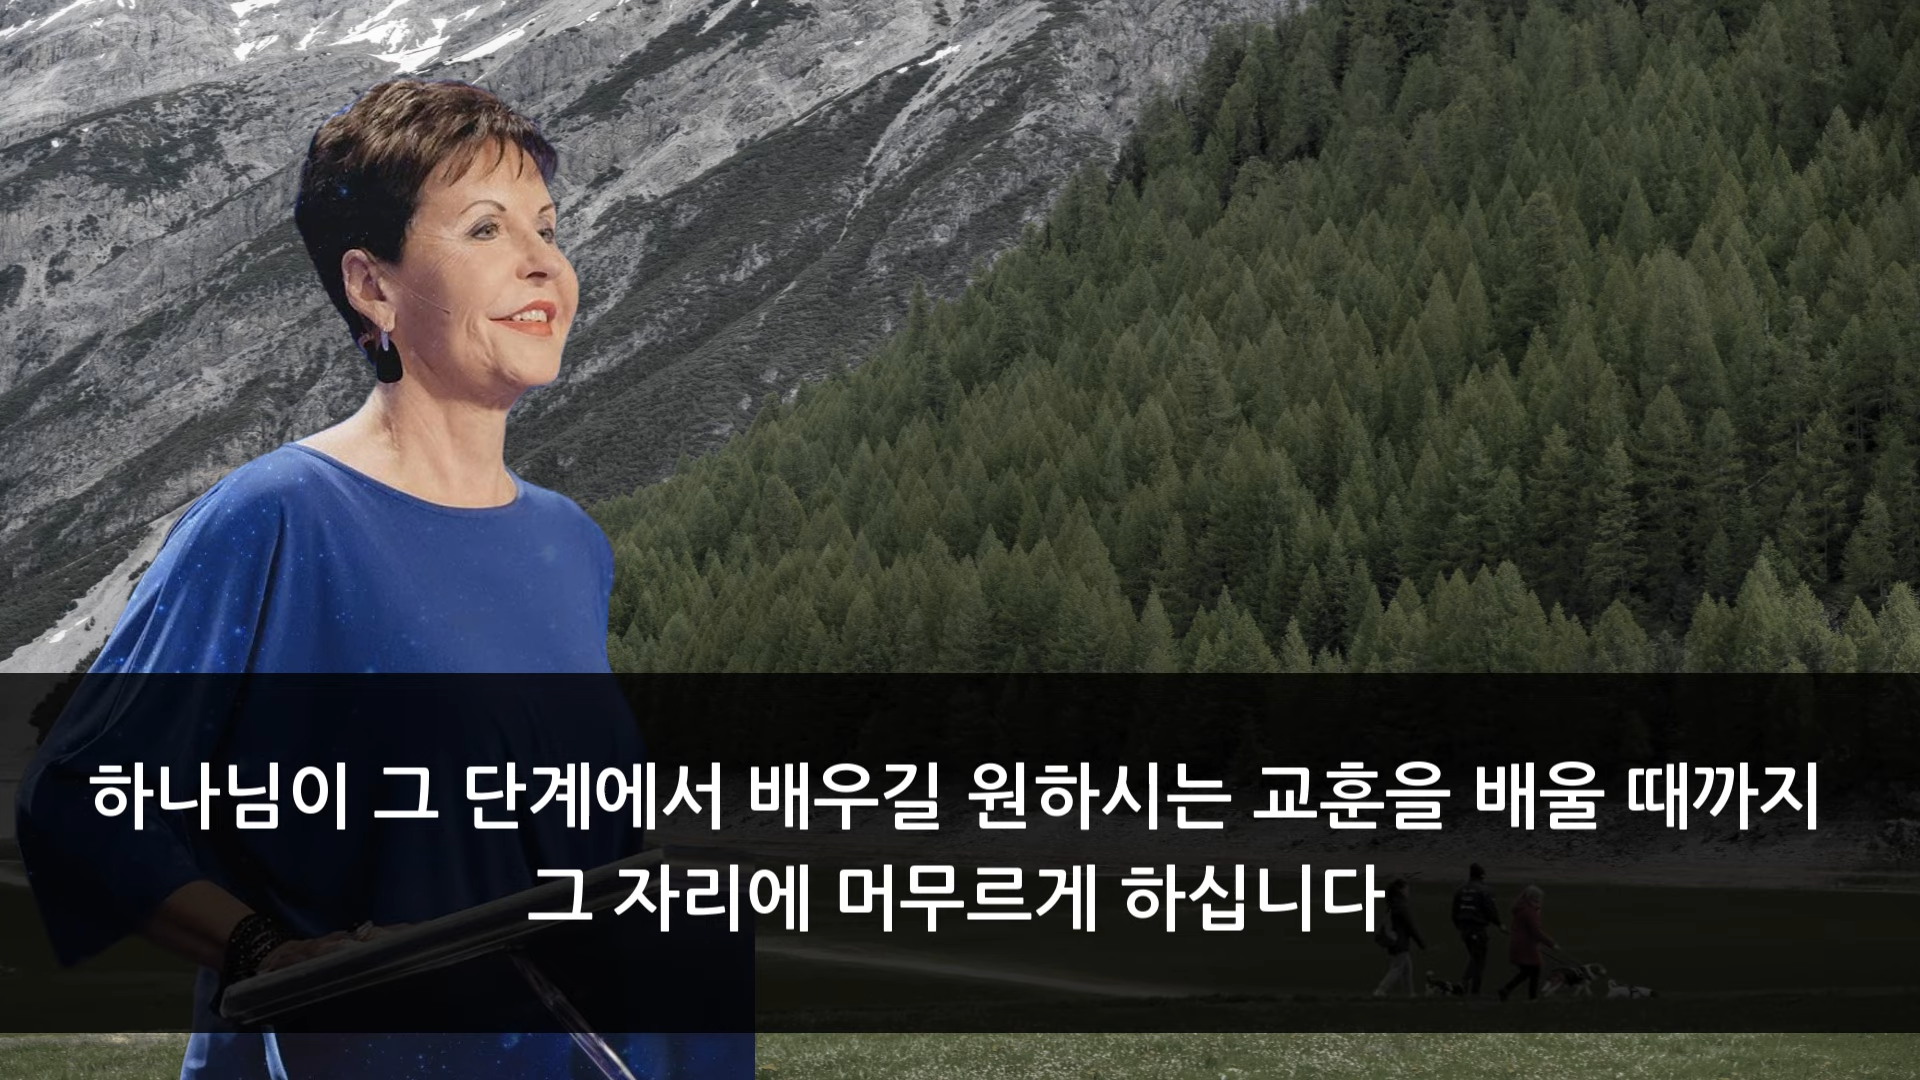 하나님이 그 단계에서 배우길 원하시는 교훈을 배울 때까지
그 자리에 머무르게 하십니다